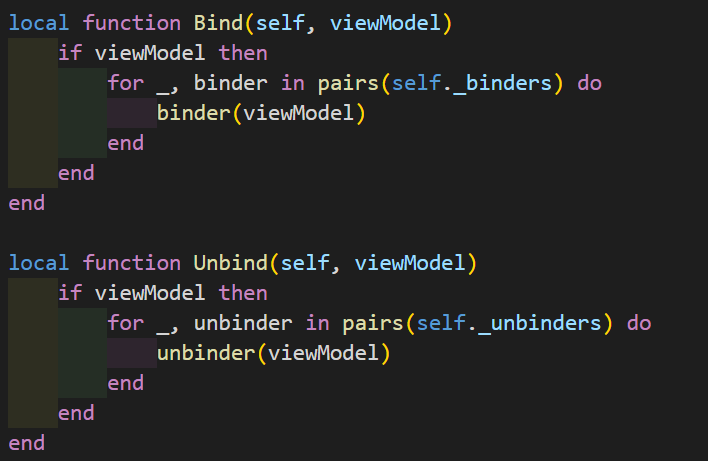 local function Bind(self, viewModel)
    if viewModel then
        for _, binder in pairs(self._binders) do
            binder(viewModel)
        end
    end
end

local function Unbind(self, viewModel)
    if viewModel then
        for _, unbinder in pairs(self._unbinders) do
            unbinder(viewModel)
        end
    end
end